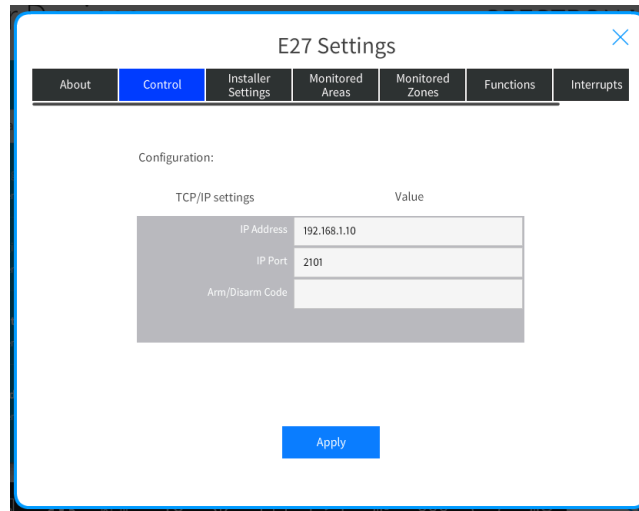 E27 Settings
About
Control
Installer Settings
Monitored Areas
Monitored Zones
Functions
Interrupts
Configuration:
TCP/IP settings Value
IP Address 192.168.1.10
IP Port 2101
Arm/Disarm Code
Apply